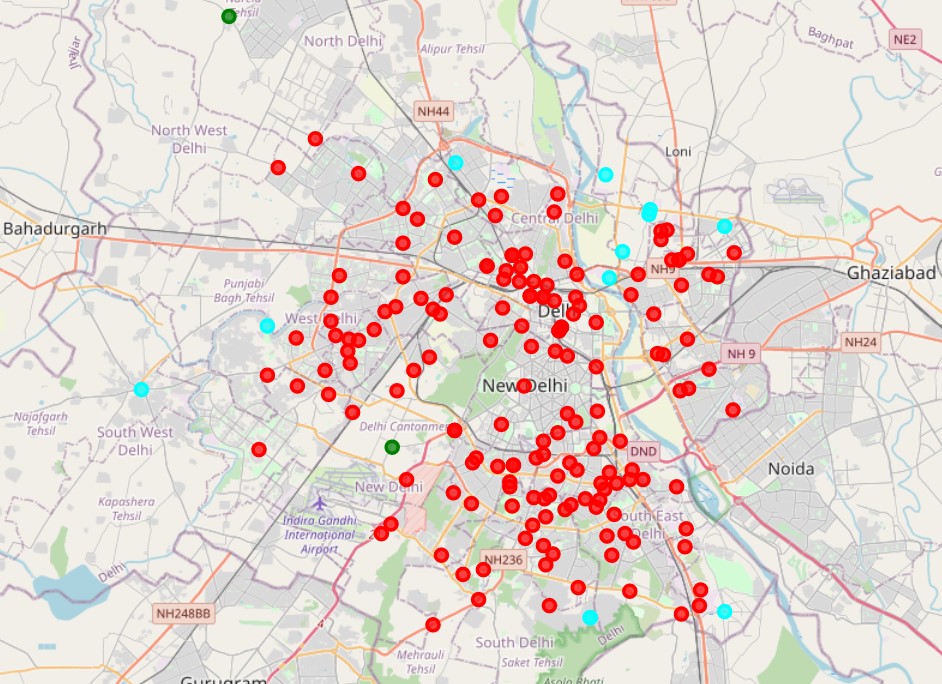 Narela
Tehsil
North Delhi
Alipur Tehsil
Jhajjar
Baghpat
NE2
NH44
North West
Delhi
Loni
Central Delhi
Bahadurgarh
Punjabi
Bagh Tehsil
NH9
Ghaziabad
West Delhi
Delhi
NH24
NH 9
New Delhi
Najafgarh
Tehsil
South West
Delhi
Delhi Cantonment
DND
Noida
New Delhi
Kapashera
Tehsil
Indira Gandhi
International
Airport
South East
Delhi
NH236
Delhi
NH248BB
South Delhi
Delhi
Mehrauli
Tehsil
Saket Tehsil
Gurugram
Asola Bhati